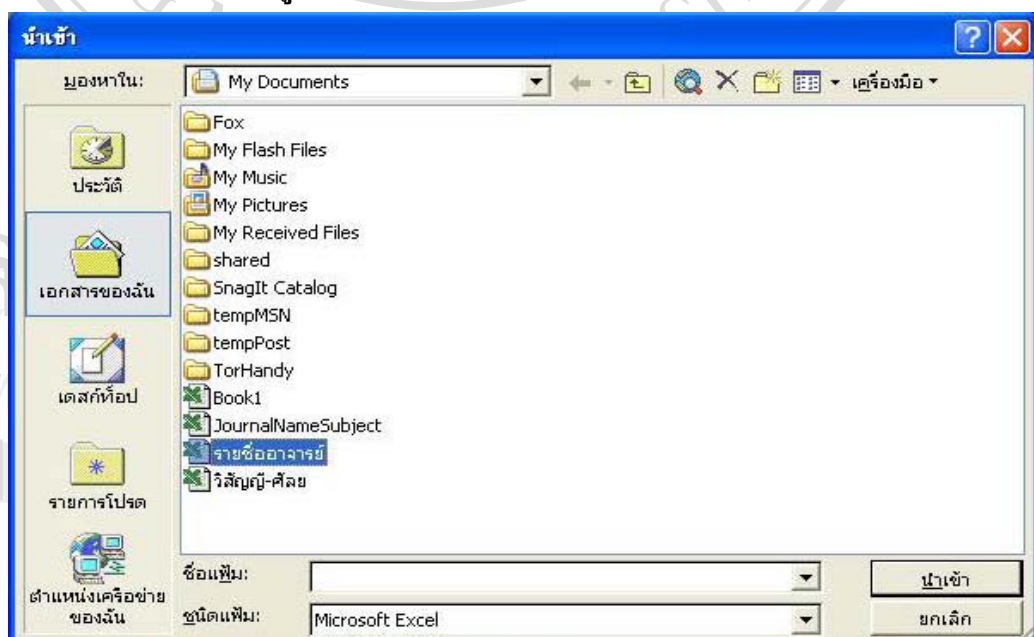 นำเข้า
มองหาใน:
My Documents
เครื่องมือ
ประวัติ
เอกสารของฉัน
เดสก์ท็อป
รายการโปรด
ตำแหน่งเครือข่าย
ของฉัน
Fox
My Flash Files
My Music
My Pictures
My Received Files
shared
SnagIt Catalog
tempMSN
tempPost
TorHandy
Book1
JournalNameSubject
รายชื่ออาจารย์
วิสัญญี-ศัลย
ชื่อแฟ้ม:
นำเข้า
ชนิดแฟ้ม:
Microsoft Excel
ยกเลิก